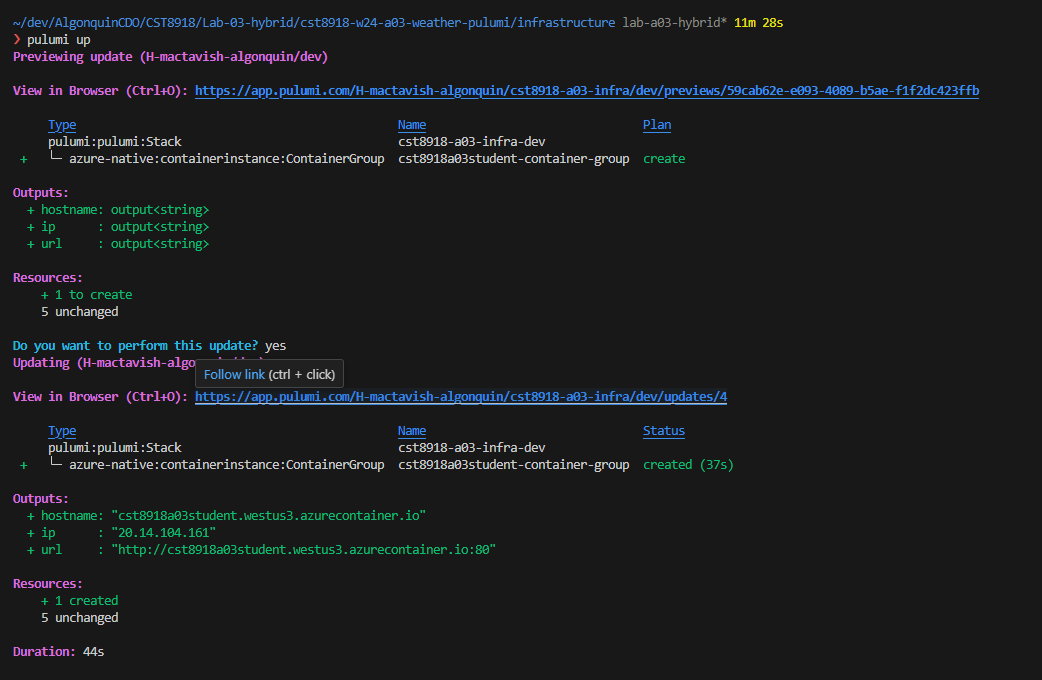 ~/dev/AlgonquinCDO/CST8918/Lab-03-hybrid/cst8918-w24-a03-weather-pulumi/infrastructure lab-a03-hybrid* 11m 28s
❯ pulumi up
Previewing update (H-mactavish-algonquin/dev)
View in Browser (Ctrl+O): https://app.pulumi.com/H-mactavish-algonquin/cst8918-a03-infra/dev/previews/59cab62e-e093-4089-b5ae-f1f2dc423ffb
Type Name Plan
pulumi:pulumi:Stack cst8918-a03-infra-dev
+ └─ azure-native:containerinstance:ContainerGroup cst8918a03student-container-group create
Outputs:
+ hostname: output<string>
+ ip : output<string>
+ url : output<string>
Resources:
+ 1 to create
5 unchanged
Do you want to perform this update? yes
Updating (H-mactavish-algo
Follow link (ctrl + click)
View in Browser (Ctrl+O): https://app.pulumi.com/H-mactavish-algonquin/cst8918-a03-infra/dev/updates/4
Type Name Status
pulumi:pulumi:Stack cst8918-a03-infra-dev
+ └─ azure-native:containerinstance:ContainerGroup cst8918a03student-container-group created (37s)
Outputs:
+ hostname: "cst8918a03student.westus3.azurecontainer.io"
+ ip : "20.14.104.161"
+ url : "http://cst8918a03student.westus3.azurecontainer.io:80"
Resources:
+ 1 created
5 unchanged
Duration: 44s